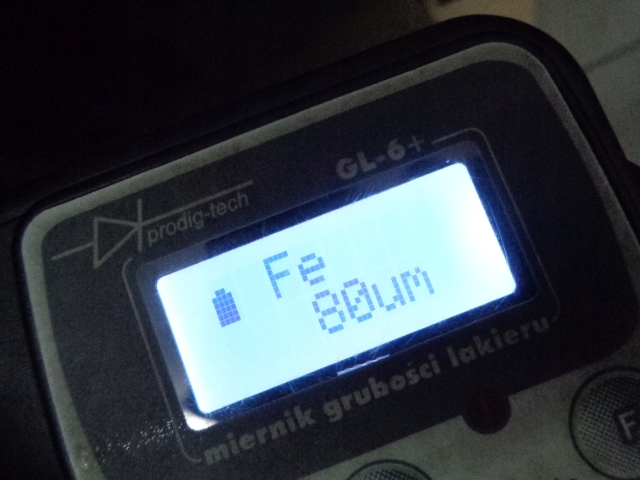 GL-6+
prodig-tech
Fe
80um
miernik grubości lakieru
F